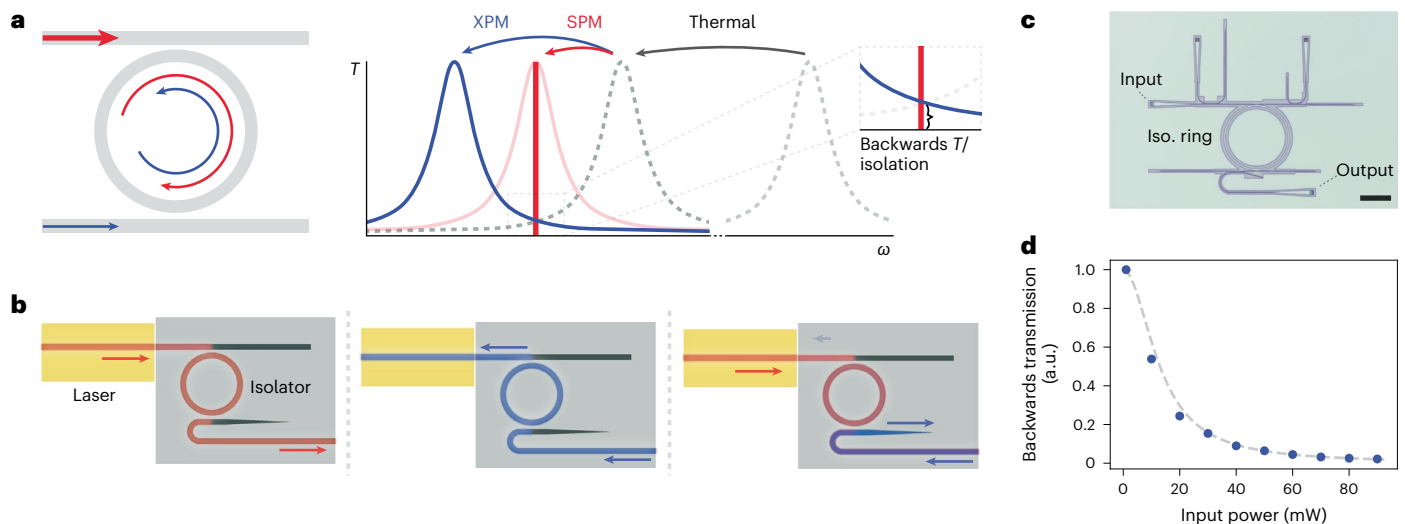 a
XPM
SPM
Thermal
T
Backwards T/
isolation
ω
b
Laser
Isolator
c
Input
Iso. ring
Output
d
Backwards transmission
(a.u.)
1.0
0.8
0.6
0.4
0.2
0
0
20
40
60
80
Input power (mW)